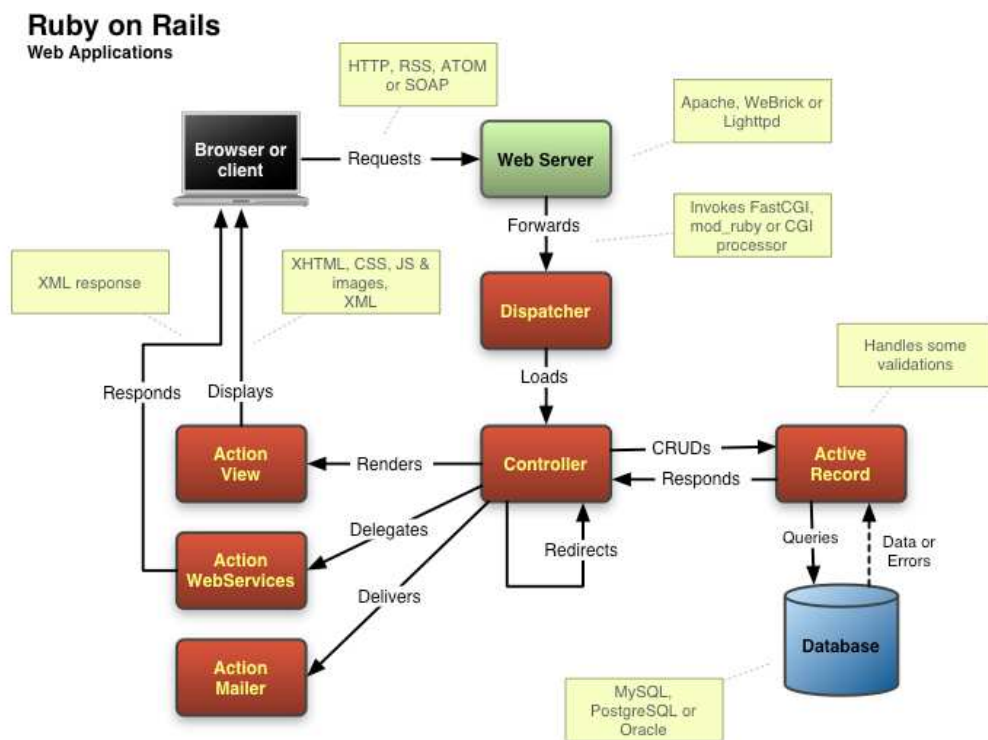 Ruby on Rails
Web Applications
HTTP, RSS, ATOM
or SOAP
Apache, WeBrick or
Lighttpd
Browser or
client
Requests
Web Server
Forwards
Invokes FastCGI,
mod_ruby or CGI
processor
XML response
XHTML, CSS, JS &
images,
XML
Dispatcher
Handles some
validations
Loads
Responds
Displays
Action
View
Renders
Controller
CRUDs
Responds
Active
Record
Delegates
Redirects
Queries
Data or
Errors
Action
WebServices
Delivers
Action
Mailer
Database
MySQL,
PostgreSQL or
Oracle